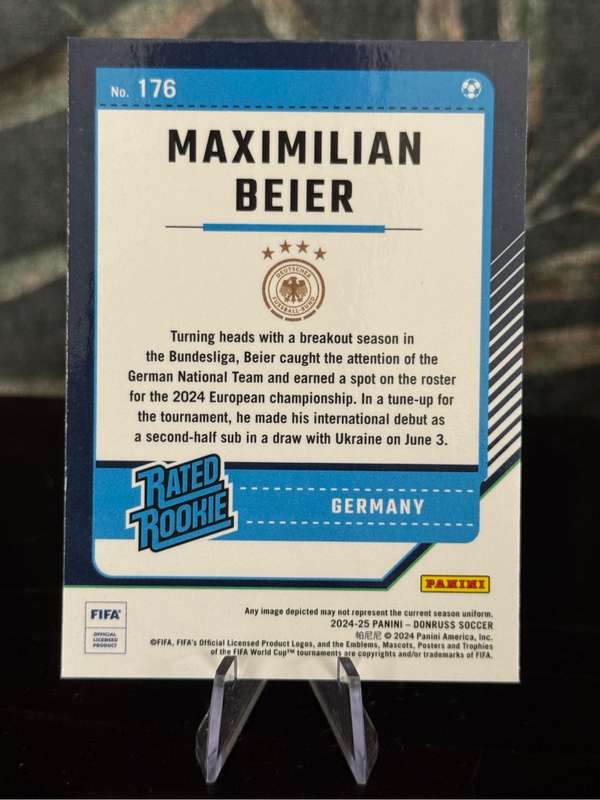 No. 176
MAXIMILIAN
BEIER
DEUTSCHER
FUSSBALL-BUND
Turning heads with a breakout season in
the Bundesliga, Beier caught the attention of the
German National Team and earned a spot on the roster
for the 2024 European championship. In a tune-up for
the tournament, he made his international debut as
a second-half sub in a draw with Ukraine on June 3.
RATED
ROOKIE
GERMANY
PANINI
FIFA®
OFFICIAL
LICENSED
PRODUCT
Any image depicted may not represent the current season uniform.
2024-25 PANINI – DONRUSS SOCCER
帕尼尼 © 2024 Panini America, Inc.
©FIFA, FIFA's Official Licensed Product Logos, and the Emblems, Mascots, Posters and Trophies
of the FIFA World Cup™ tournaments are copyrights and/or trademarks of FIFA.